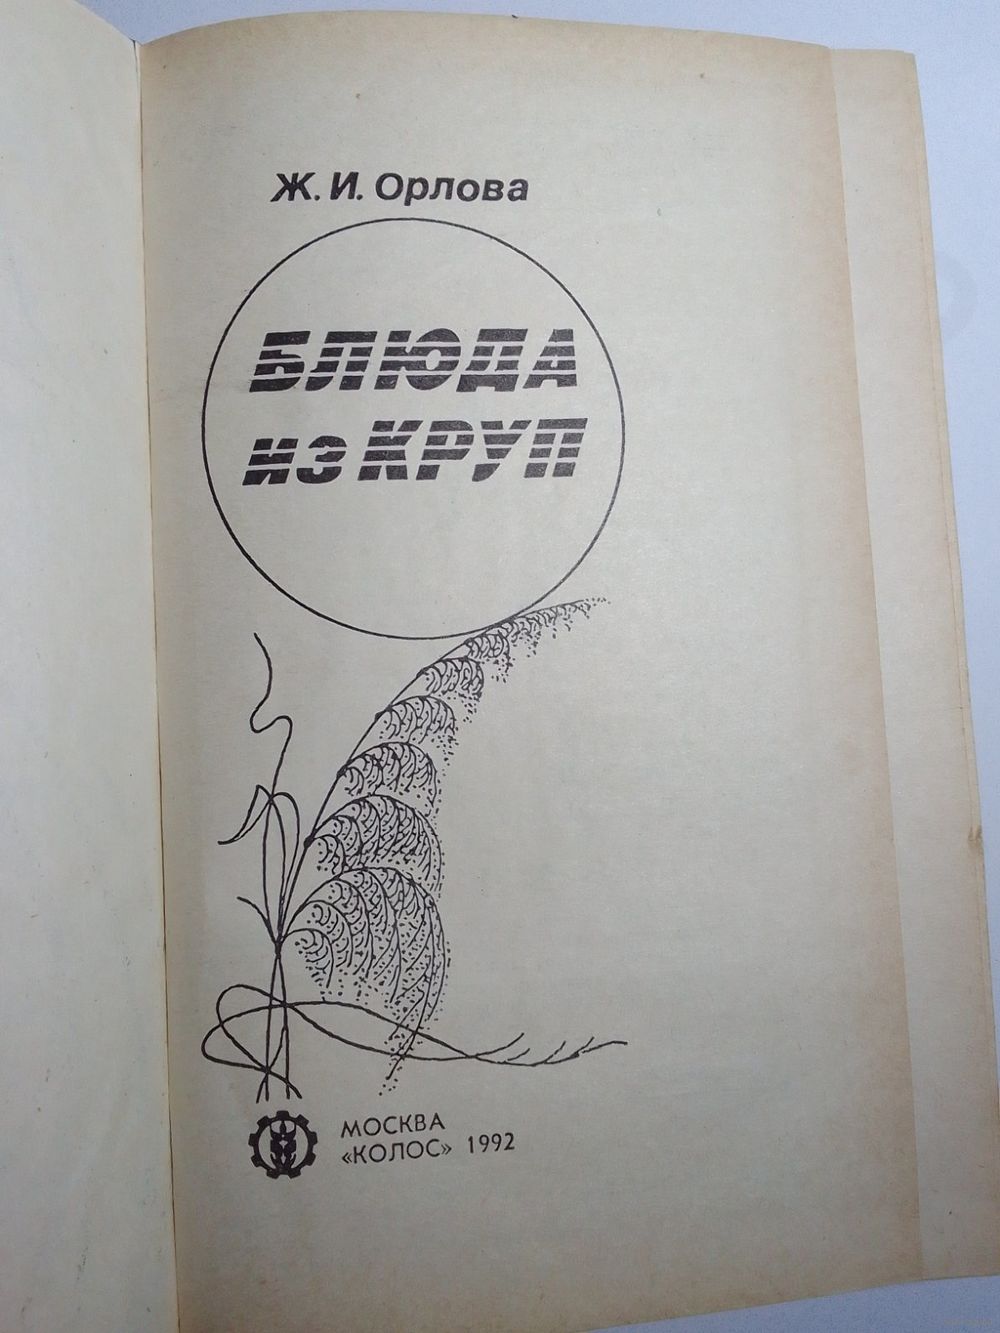 Ж. И. Орлова
БЛЮДА
из КРУП
МОСКВА
«КОЛОС» 1992